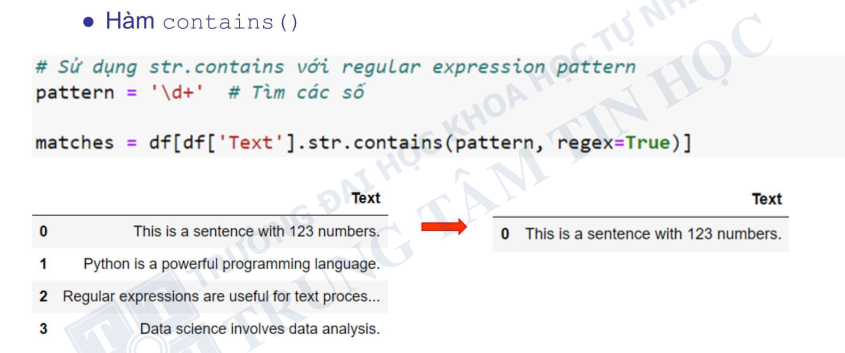 ● Hàm contains()
# Sử dụng str.contains với regular expression pattern
pattern = '\d+'  # Tìm các số
matches = df[df['Text'].str.contains(pattern, regex=True)]
Text
0 This is a sentence with 123 numbers.
1 Python is a powerful programming language.
2 Regular expressions are useful for text proces...
3 Data science involves data analysis.
Text
0 This is a sentence with 123 numbers.
TRƯỜNG ĐẠI HỌC KHOA HỌC TỰ NHI
TRUNG TÂM TIN HỌC